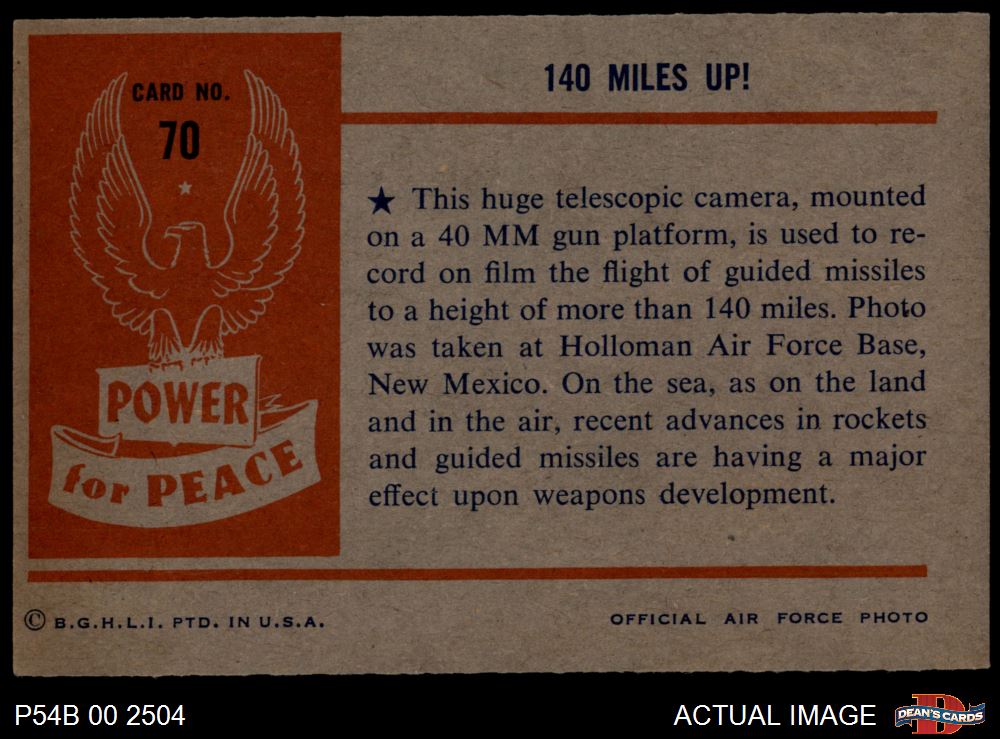 CARD NO.
70
POWER
for PEACE
140 MILES UP!
★ This huge telescopic camera, mounted
on a 40 MM gun platform, is used to re-
cord on film the flight of guided missiles
to a height of more than 140 miles. Photo
was taken at Holloman Air Force Base,
New Mexico. On the sea, as on the land
and in the air, recent advances in rockets
and guided missiles are having a major
effect upon weapons development.
© B.G.H.L.I. PTD. IN U.S.A.
OFFICIAL AIR FORCE PHOTO
P54B 00 2504
ACTUAL IMAGE
D
DEAN'S CARDS